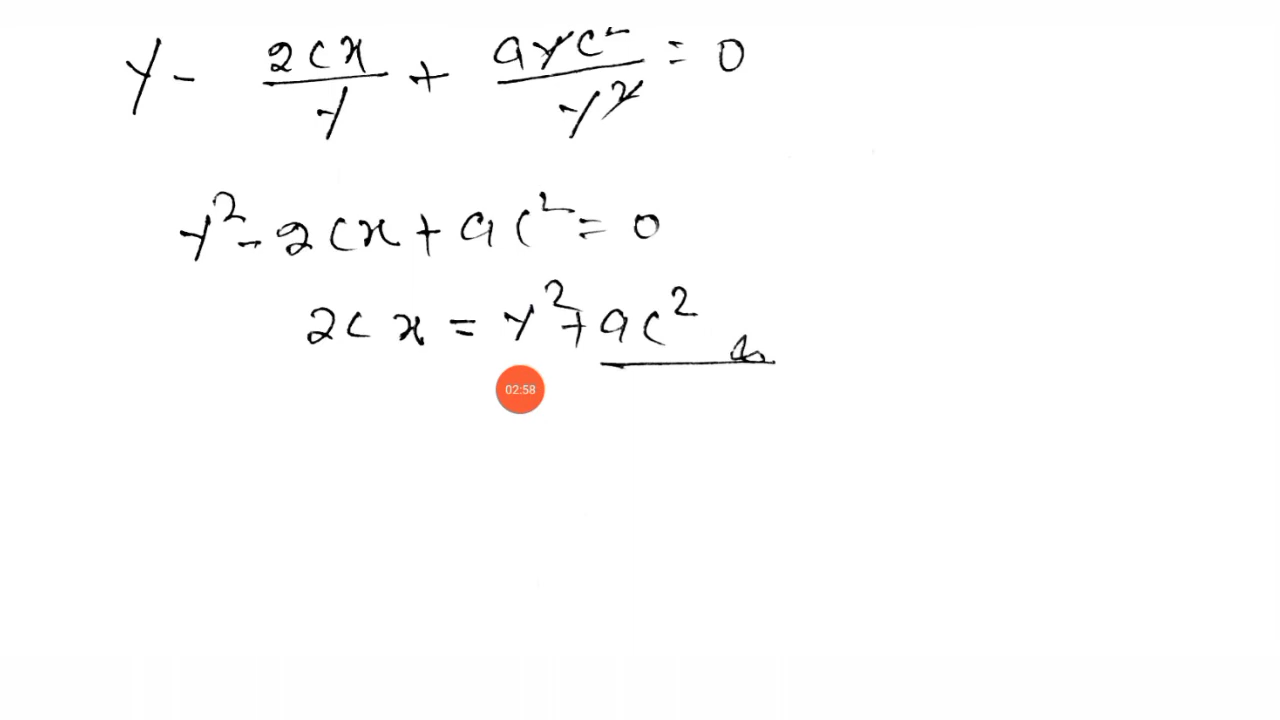 y - 2cx/y + ayc²/y² = 0
y² - 2cx + ac² = 0
2cx = y² + ac²
02:58